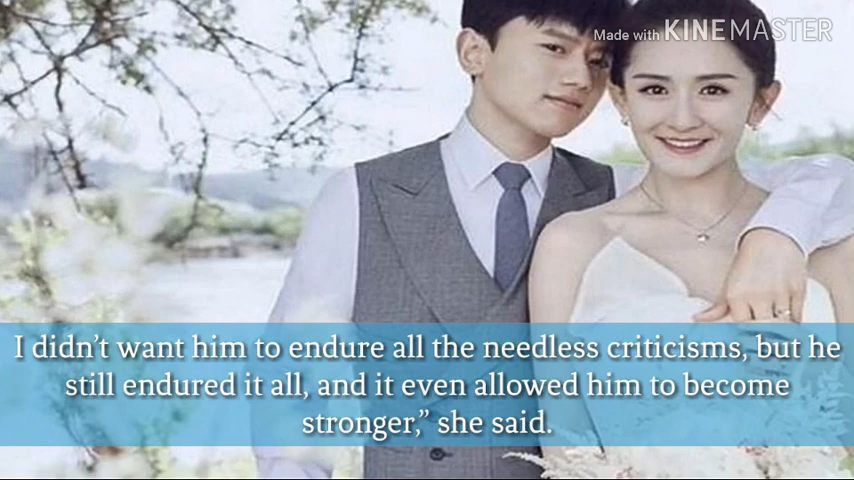 Made with KINEMASTER
I didn’t want him to endure all the needless criticisms, but he
still endured it all, and it even allowed him to become
stronger,” she said.